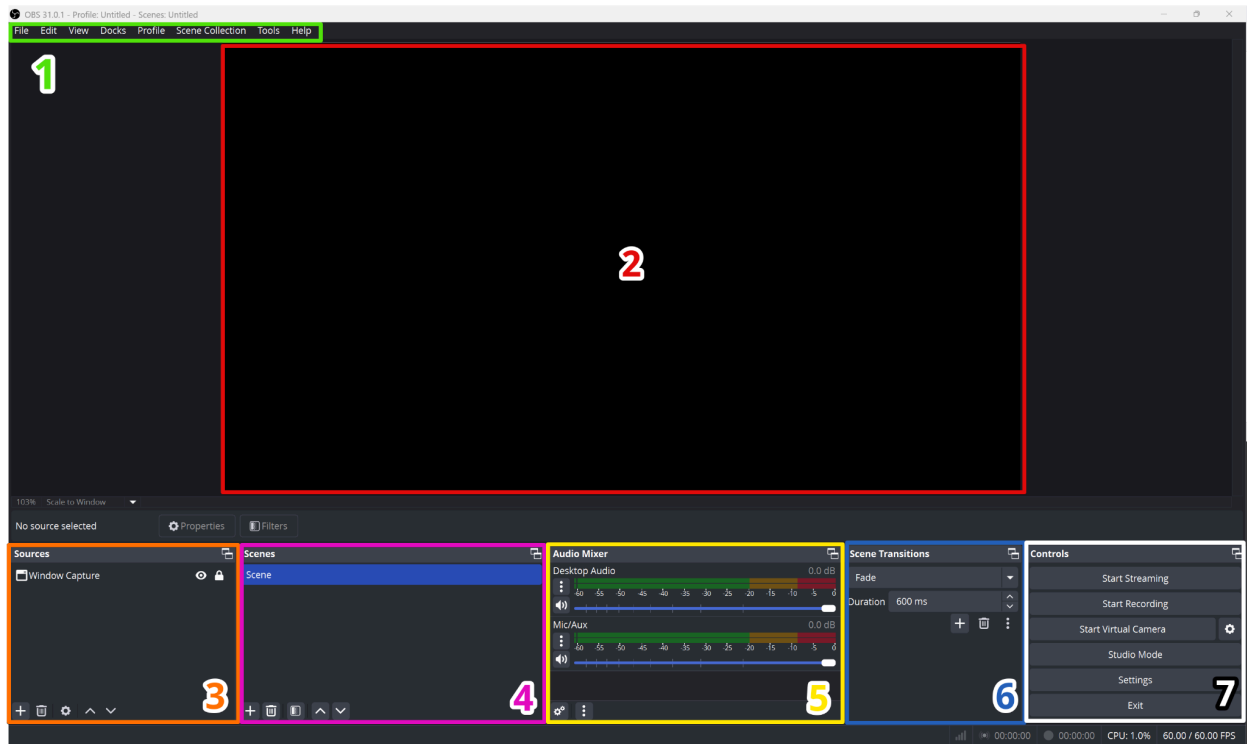 OBS 31.0.1 - Profile: Untitled - Scenes: Untitled
File Edit View Docks Profile Scene Collection Tools Help
1
2
103% Scale to Window
No source selected Properties Filters
Sources
Window Capture
3
Scenes
Scene
4
Audio Mixer
Desktop Audio 0.0 dB
-60 -55 -50 -45 -40 -35 -30 -25 -20 -15 -10 -5 0
Mic/Aux 0.0 dB
-60 -55 -50 -45 -40 -35 -30 -25 -20 -15 -10 -5 0
5
Scene Transitions
Fade
Duration 600 ms
6
Controls
Start Streaming
Start Recording
Start Virtual Camera
Studio Mode
Settings
Exit
7
00:00:00 00:00:00 CPU: 1.0% 60.00 / 60.00 FPS